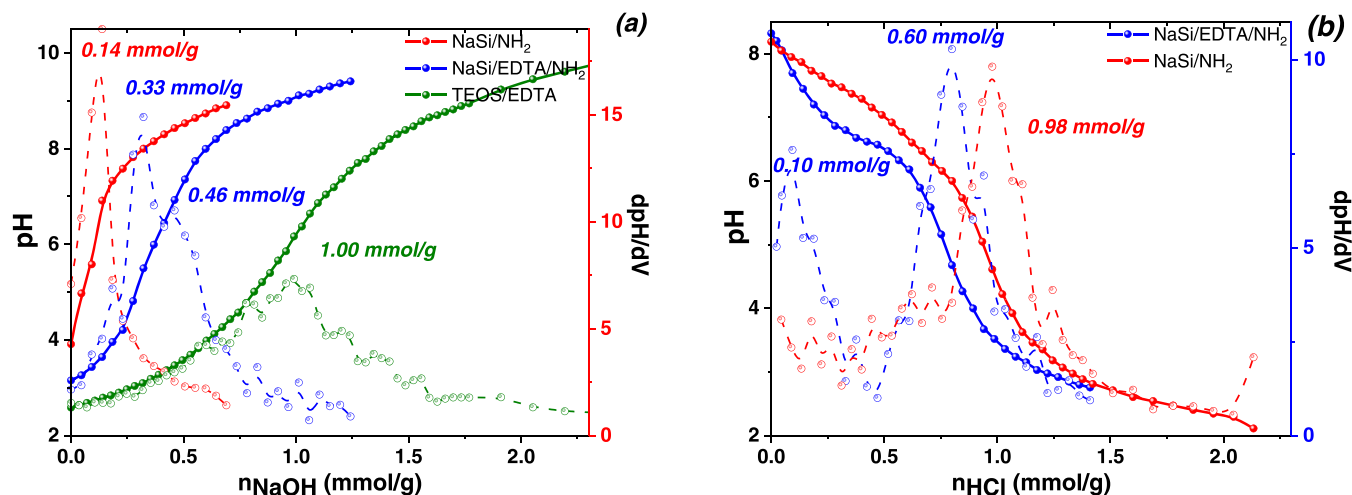 (a)
0.14 mmol/g
0.33 mmol/g
0.46 mmol/g
1.00 mmol/g
NaSi/NH2
NaSi/EDTA/NH2
TEOS/EDTA
10
8
6
4
2
pH
15
10
5
0
dpH/dV
0.0 0.5 1.0 1.5 2.0
nNaOH (mmol/g)
(b)
0.60 mmol/g
0.98 mmol/g
0.10 mmol/g
NaSi/EDTA/NH2
NaSi/NH2
8
6
4
2
pH
10
5
0
dpH/dV
0.0 0.5 1.0 1.5 2.0
nHCl (mmol/g)